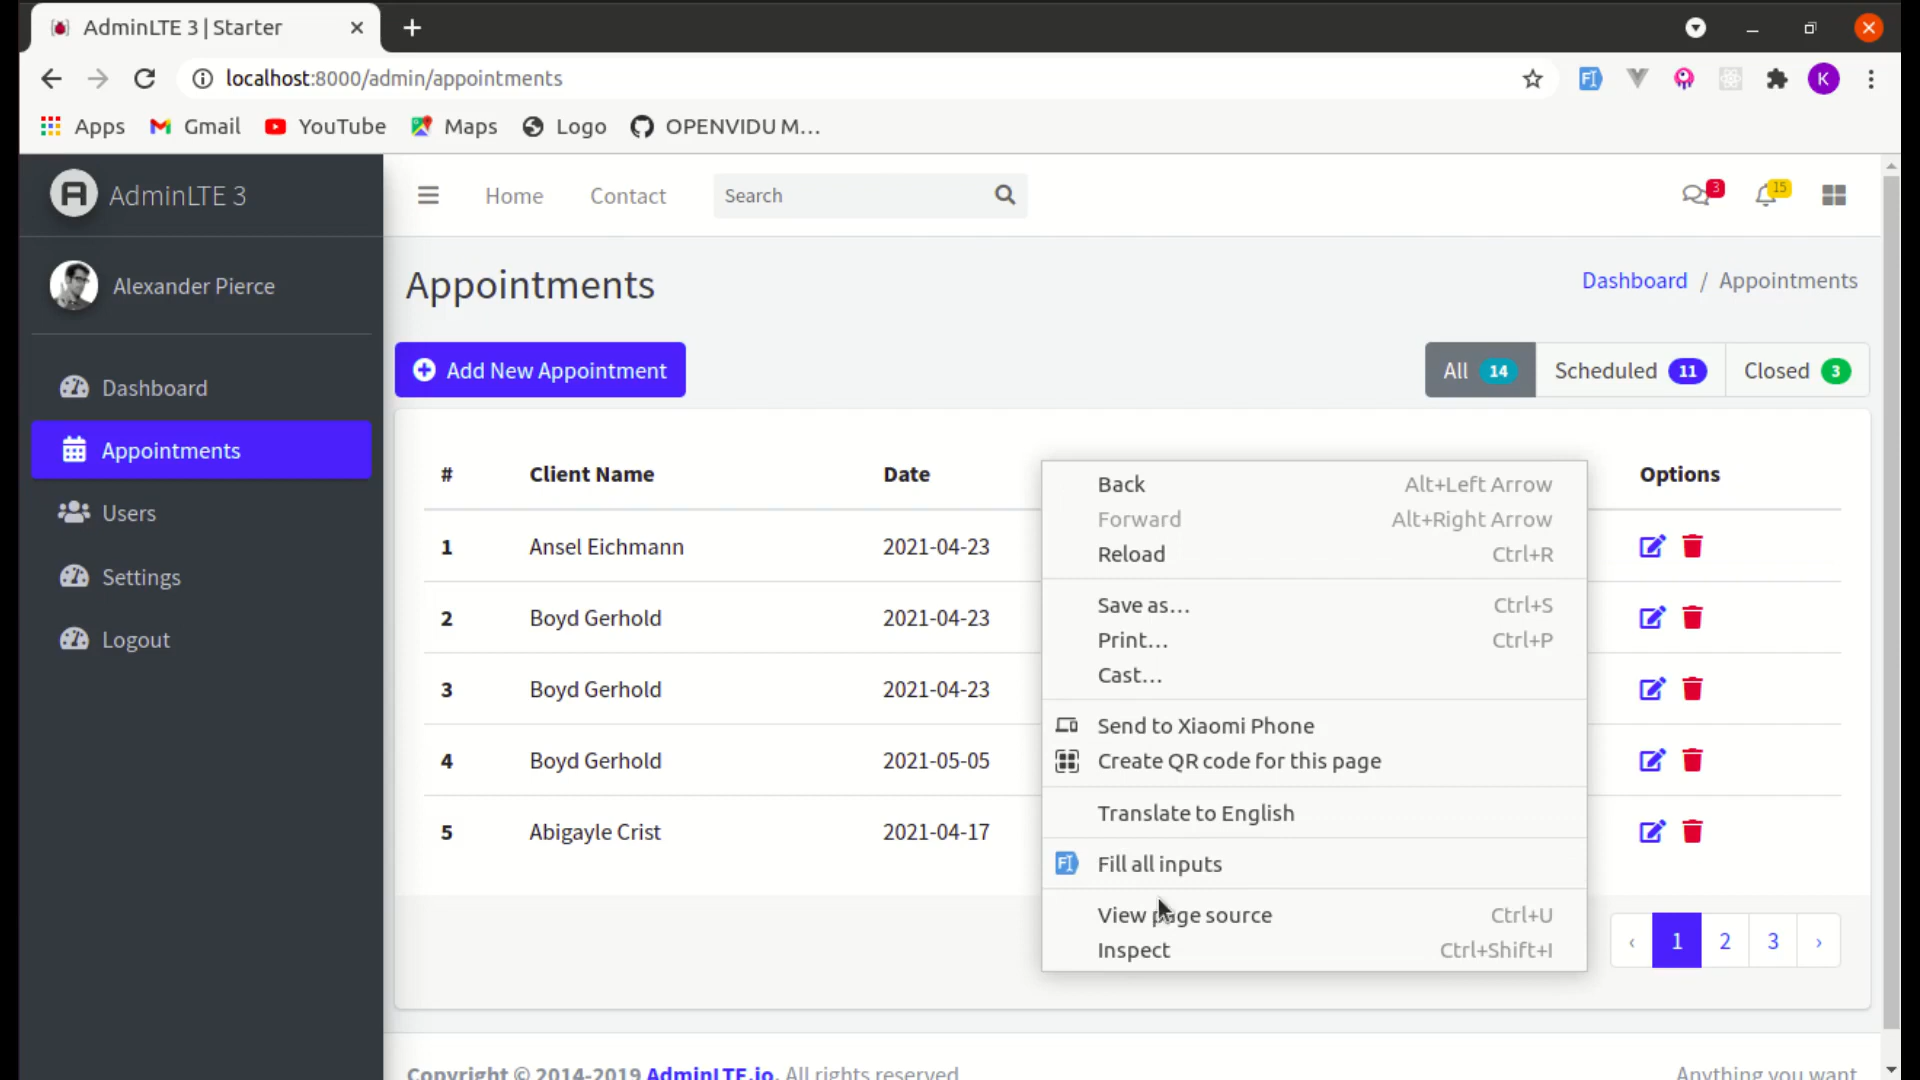 AdminLTE 3 | Starter
localhost:8000/admin/appointments
K
Apps Gmail YouTube Maps Logo OPENVIDU M...
AdminLTE 3
Home Contact Search 3 15
Alexander Pierce
Appointments
Dashboard / Appointments
Add New Appointment
All 14 Scheduled 11 Closed 3
Dashboard
Appointments
Users
Settings
Logout
# Client Name Date Options
1 Ansel Eichmann 2021-04-23
2 Boyd Gerhold 2021-04-23
3 Boyd Gerhold 2021-04-23
4 Boyd Gerhold 2021-05-05
5 Abigayle Crist 2021-04-17
Back Alt+Left Arrow
Forward Alt+Right Arrow
Reload Ctrl+R
Save as... Ctrl+S
Print... Ctrl+P
Cast...
Send to Xiaomi Phone
Create QR code for this page
Translate to English
Fill all inputs
View page source Ctrl+U
Inspect Ctrl+Shift+I
‹ 1 2 3 ›
Copyright © 2014-2019 AdminLTE.io. All rights reserved.
Anything you want